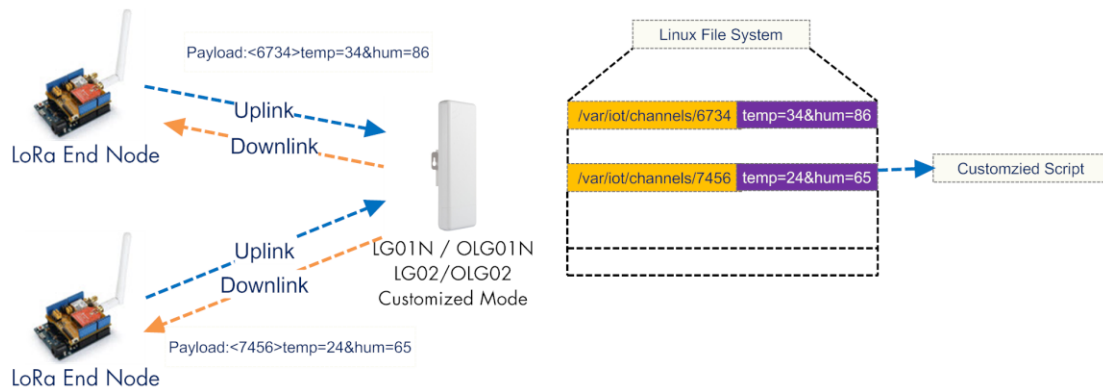 Payload:<6734>temp=34&hum=86
Uplink
Downlink
LoRa End Node
Uplink
Downlink
Payload:<7456>temp=24&hum=65
LoRa End Node
LG01N / OLG01N
LG02/OLG02
Customized Mode
Linux File System
/var/iot/channels/6734 temp=34&hum=86
/var/iot/channels/7456 temp=24&hum=65
Customzied Script